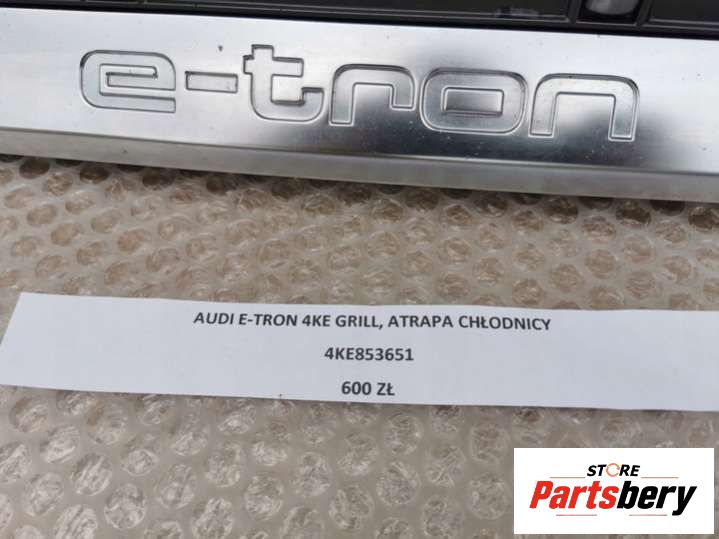 e-tron
AUDI E-TRON 4KE GRILL, ATRAPA CHŁODNICY
4KE853651
600 ZŁ
STORE
Partsbery